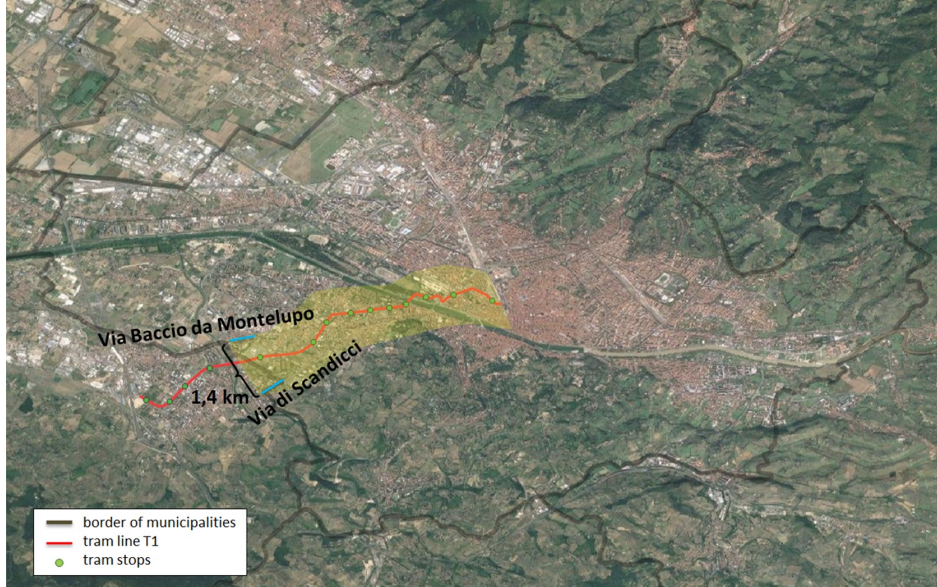 Via Baccio da Montelupo
1,4 km
Via di Scandicci
border of municipalities
tram line T1
tram stops